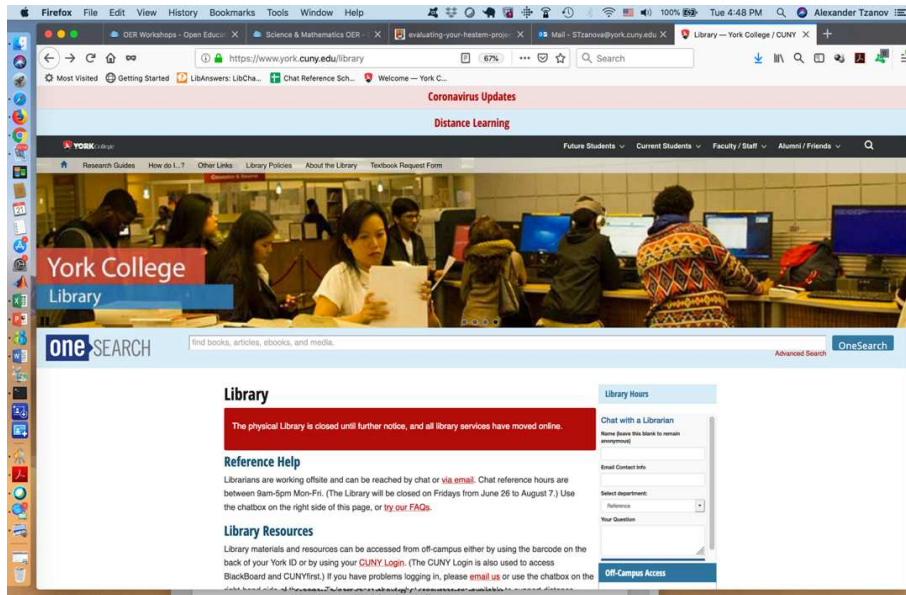 Firefox File Edit View History Bookmarks Tools Window Help 100% Tue 4:48 PM Alexander Tzanov
OER Workshops - Open Educat Science & Mathematics OER - evaluating-your-hestem-proje Mail - STzanova@york.cuny.edu Library — York College / CUNY
https://www.york.cuny.edu/library 67% Search
Most Visited Getting Started LibAnswers: LibCha... Chat Reference Sch... Welcome — York C...
Coronavirus Updates
Distance Learning
YORK College Future Students Current Students Faculty / Staff Alumni / Friends
Research Guides How do I...? Other Links Library Policies About the Library Textbook Request Form
York College
Library
one SEARCH find books, articles, ebooks, and media. OneSearch
Advanced Search
Library
The physical Library is closed until further notice, and all library services have moved online.
Reference Help
Librarians are working offsite and can be reached by chat or via email. Chat reference hours are
between 9am-5pm Mon-Fri. (The Library will be closed on Fridays from June 26 to August 7.) Use
the chatbox on the right side of this page, or try our FAQs.
Library Resources
Library materials and resources can be accessed from off-campus either by using the barcode on the
back of your York ID or by using your CUNY Login. (The CUNY Login is also used to access
BlackBoard and CUNYfirst.) If you have problems logging in, please email us or use the chatbox on the
Library Hours
Chat with a Librarian
Name (leave this blank to remain
anonymous)
Email Contact Info
Select department:
Reference
Your Question
Off-Campus Access